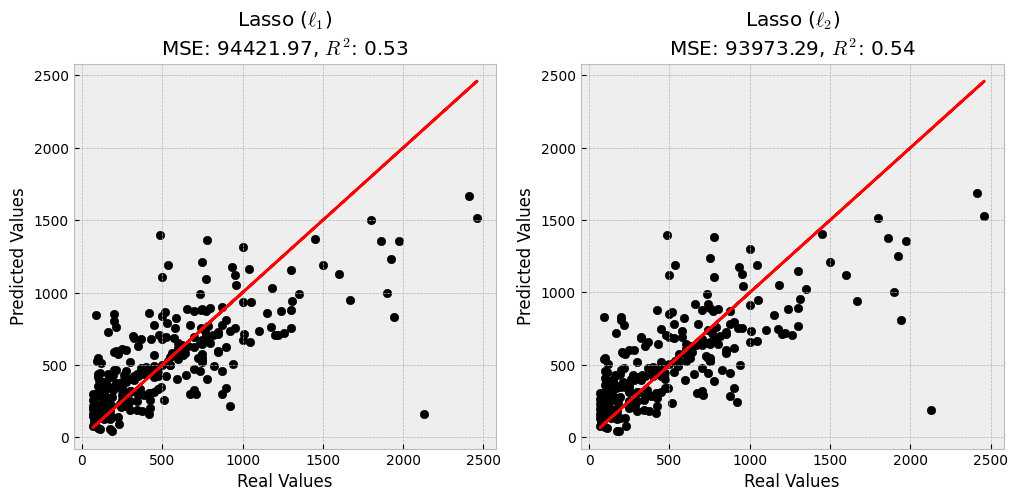 Lasso (ℓ₁)
MSE: 94421.97, R²: 0.53
2500
2000
1500
1000
500
0
Predicted Values
0 500 1000 1500 2000 2500
Real Values
Lasso (ℓ₂)
MSE: 93973.29, R²: 0.54
2500
2000
1500
1000
500
0
Predicted Values
0 500 1000 1500 2000 2500
Real Values